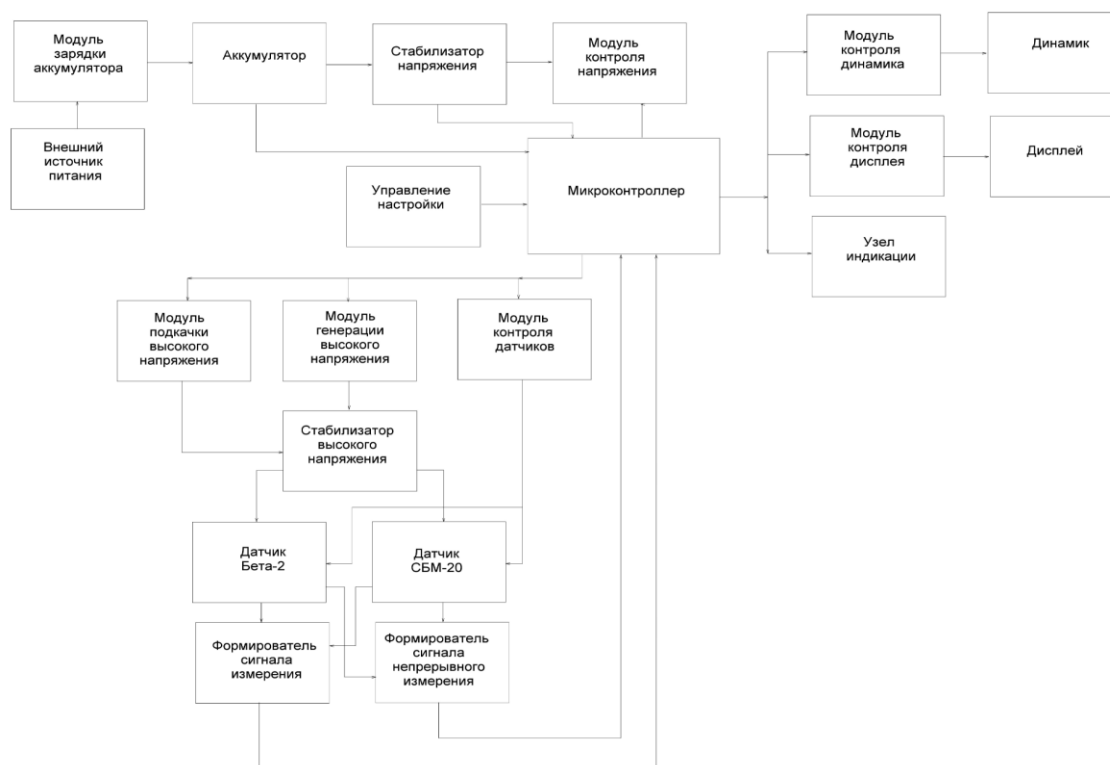 Модуль
зарядки
аккумулятора
Аккумулятор
Стабилизатор
напряжения
Модуль
контроля
напряжения
Модуль
контроля
динамика
Динамик
Внешний
источник
питания
Модуль
контроля
дисплея
Дисплей
Управление
настройки
Микроконтроллер
Узел
индикации
Модуль
подкачки
высокого
напряжения
Модуль
генерации
высокого
напряжения
Модуль
контроля
датчиков
Стабилизатор
высокого
напряжения
Датчик
Бета-2
Датчик
СБМ-20
Формирователь
сигнала
измерения
Формирователь
сигнала
непрерывного
измерения